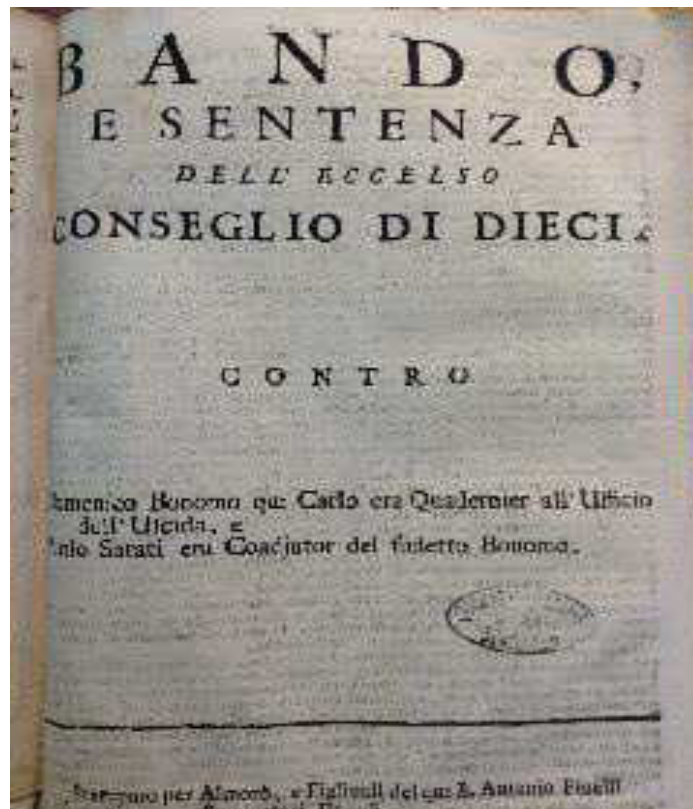 BANDO,
E SENTENZA
DELL' ECCELSO
CONSEGLIO DI DIECI.
CONTRO
Bonomo qu: Carlo era Quadernier all' Ufficio
dell' Uscida, e
Sarati era Coadjutor del sudetto Bonomo.
per Almorò, e Figliuoli del qu: Z. Antonio Pinelli